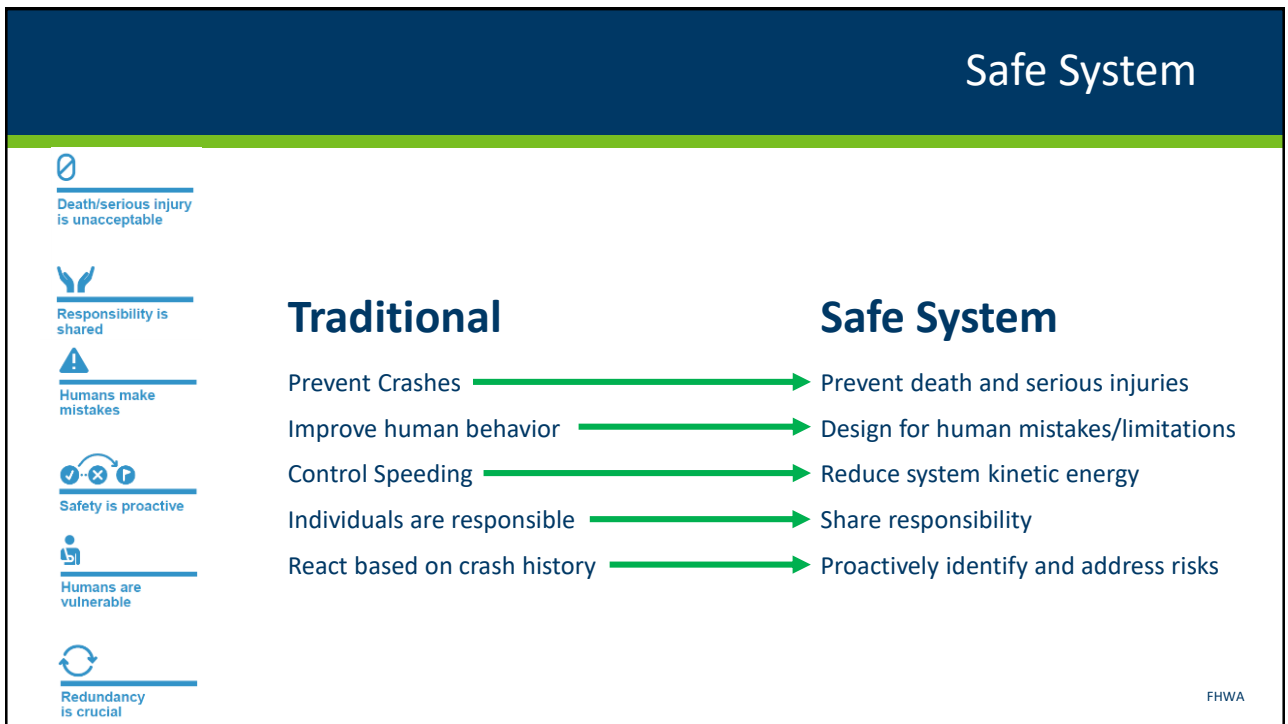 Safe System
Death/serious injury
is unacceptable
Responsibility is
shared
Humans make
mistakes
Safety is proactive
Humans are
vulnerable
Redundancy
is crucial
Traditional Safe System
Prevent Crashes Prevent death and serious injuries
Improve human behavior Design for human mistakes/limitations
Control Speeding Reduce system kinetic energy
Individuals are responsible Share responsibility
React based on crash history Proactively identify and address risks
FHWA